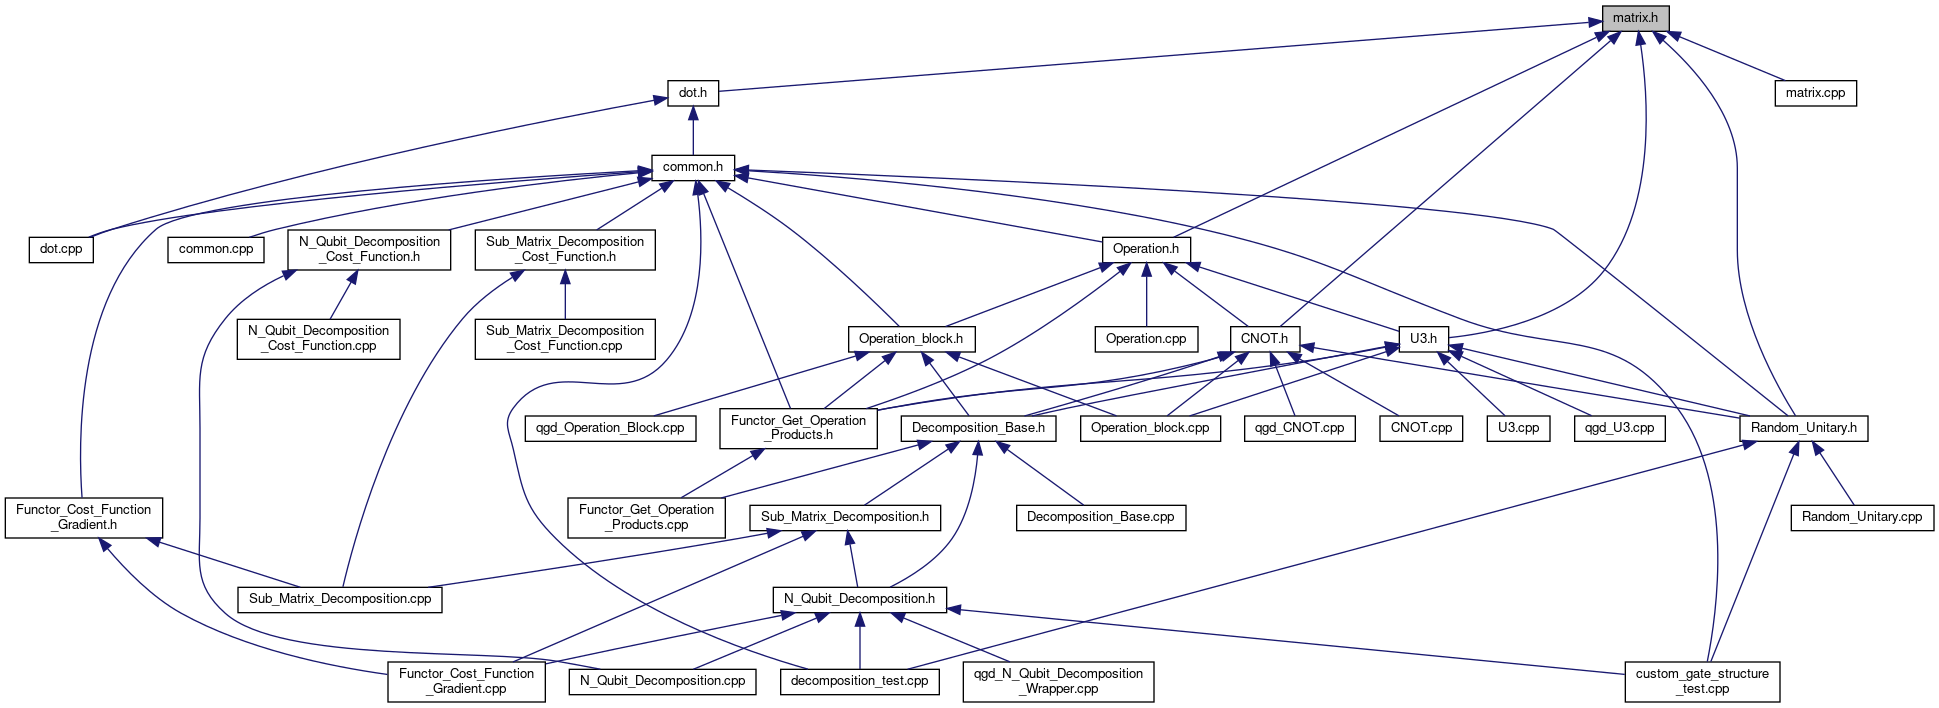 matrix.h
dot.h
matrix.cpp
common.h
dot.cpp
common.cpp
N_Qubit_Decomposition
_Cost_Function.h
Sub_Matrix_Decomposition
_Cost_Function.h
Operation.h
N_Qubit_Decomposition
_Cost_Function.cpp
Sub_Matrix_Decomposition
_Cost_Function.cpp
Operation_block.h
Operation.cpp
CNOT.h
U3.h
qgd_Operation_Block.cpp
Functor_Get_Operation
_Products.h
Decomposition_Base.h
Operation_block.cpp
qgd_CNOT.cpp
CNOT.cpp
U3.cpp
qgd_U3.cpp
Random_Unitary.h
Functor_Cost_Function
_Gradient.h
Functor_Get_Operation
_Products.cpp
Sub_Matrix_Decomposition.h
Decomposition_Base.cpp
Random_Unitary.cpp
Sub_Matrix_Decomposition.cpp
N_Qubit_Decomposition.h
Functor_Cost_Function
_Gradient.cpp
N_Qubit_Decomposition.cpp
decomposition_test.cpp
qgd_N_Qubit_Decomposition
_Wrapper.cpp
custom_gate_structure
_test.cpp